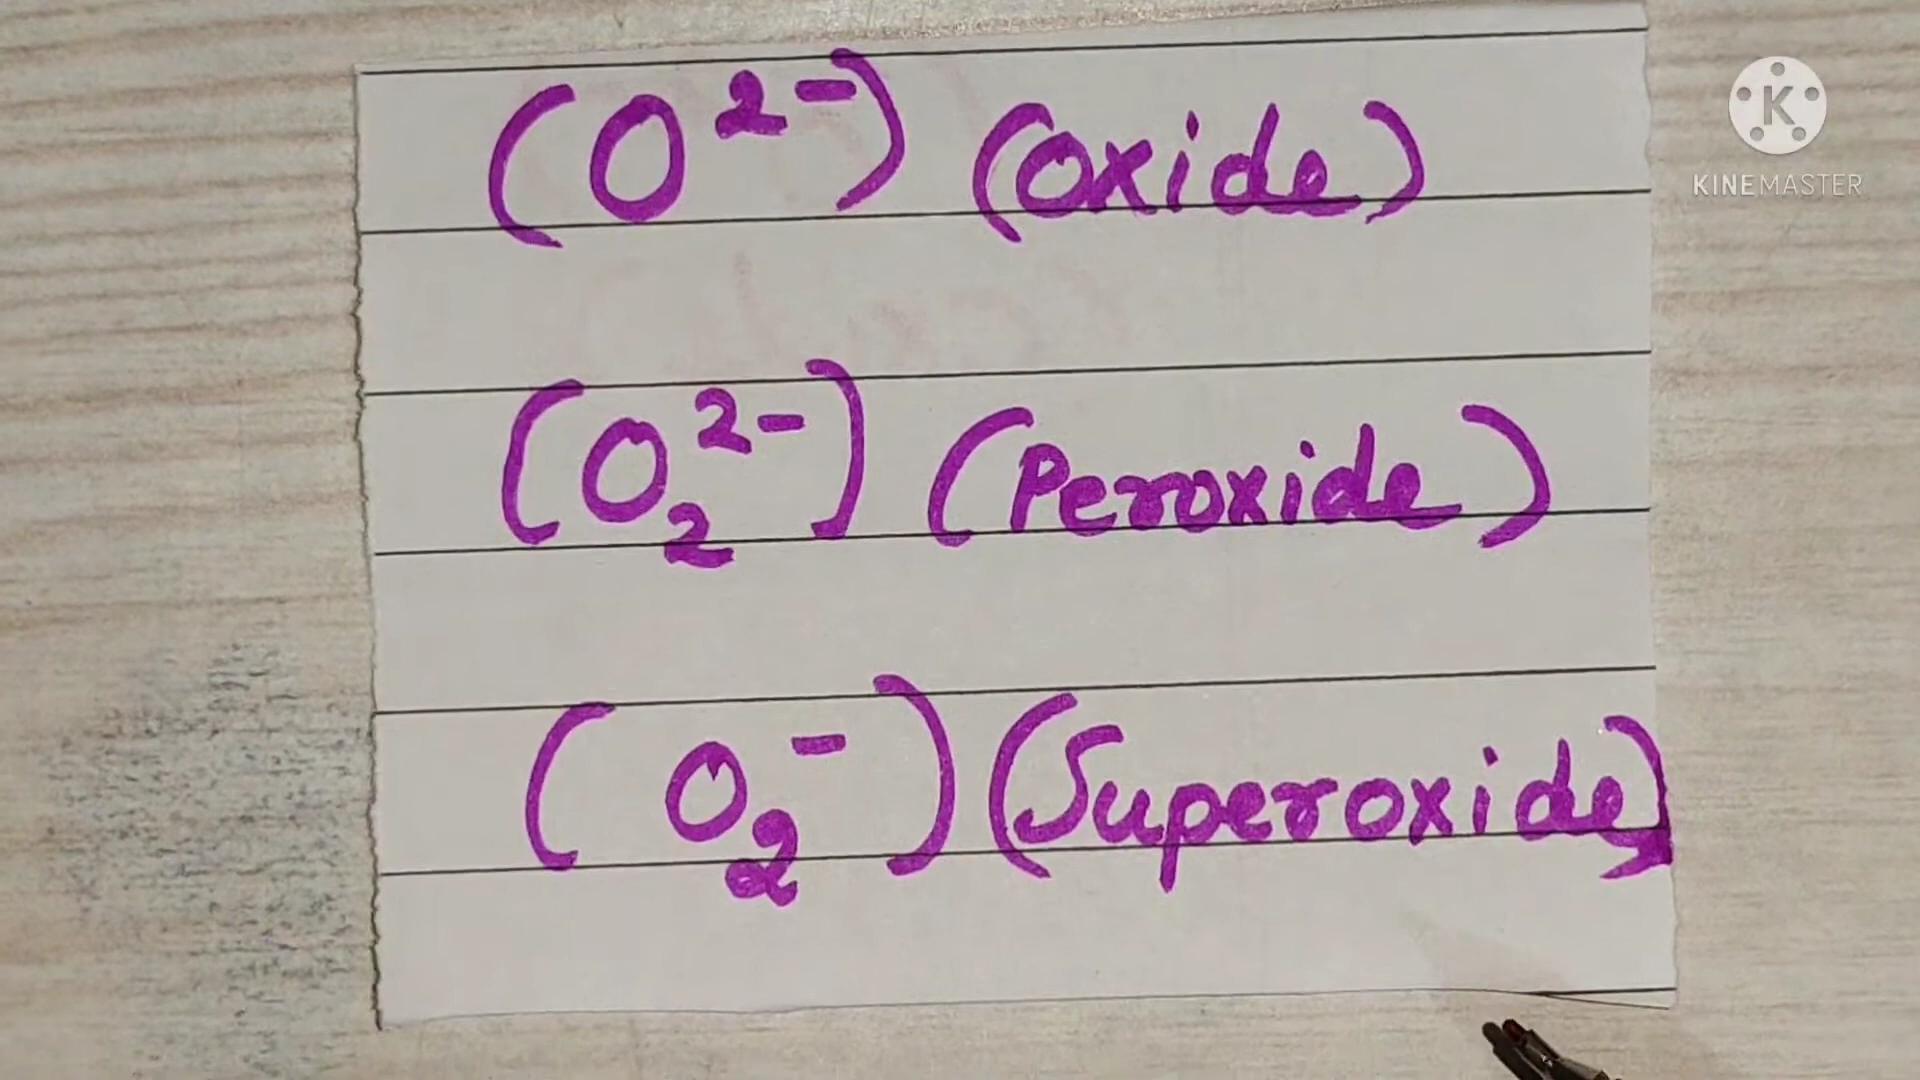 (O²⁻) (Oxide)
K
KINEMASTER
(O₂²⁻) (Peroxide)
(O₂⁻) (Superoxide)